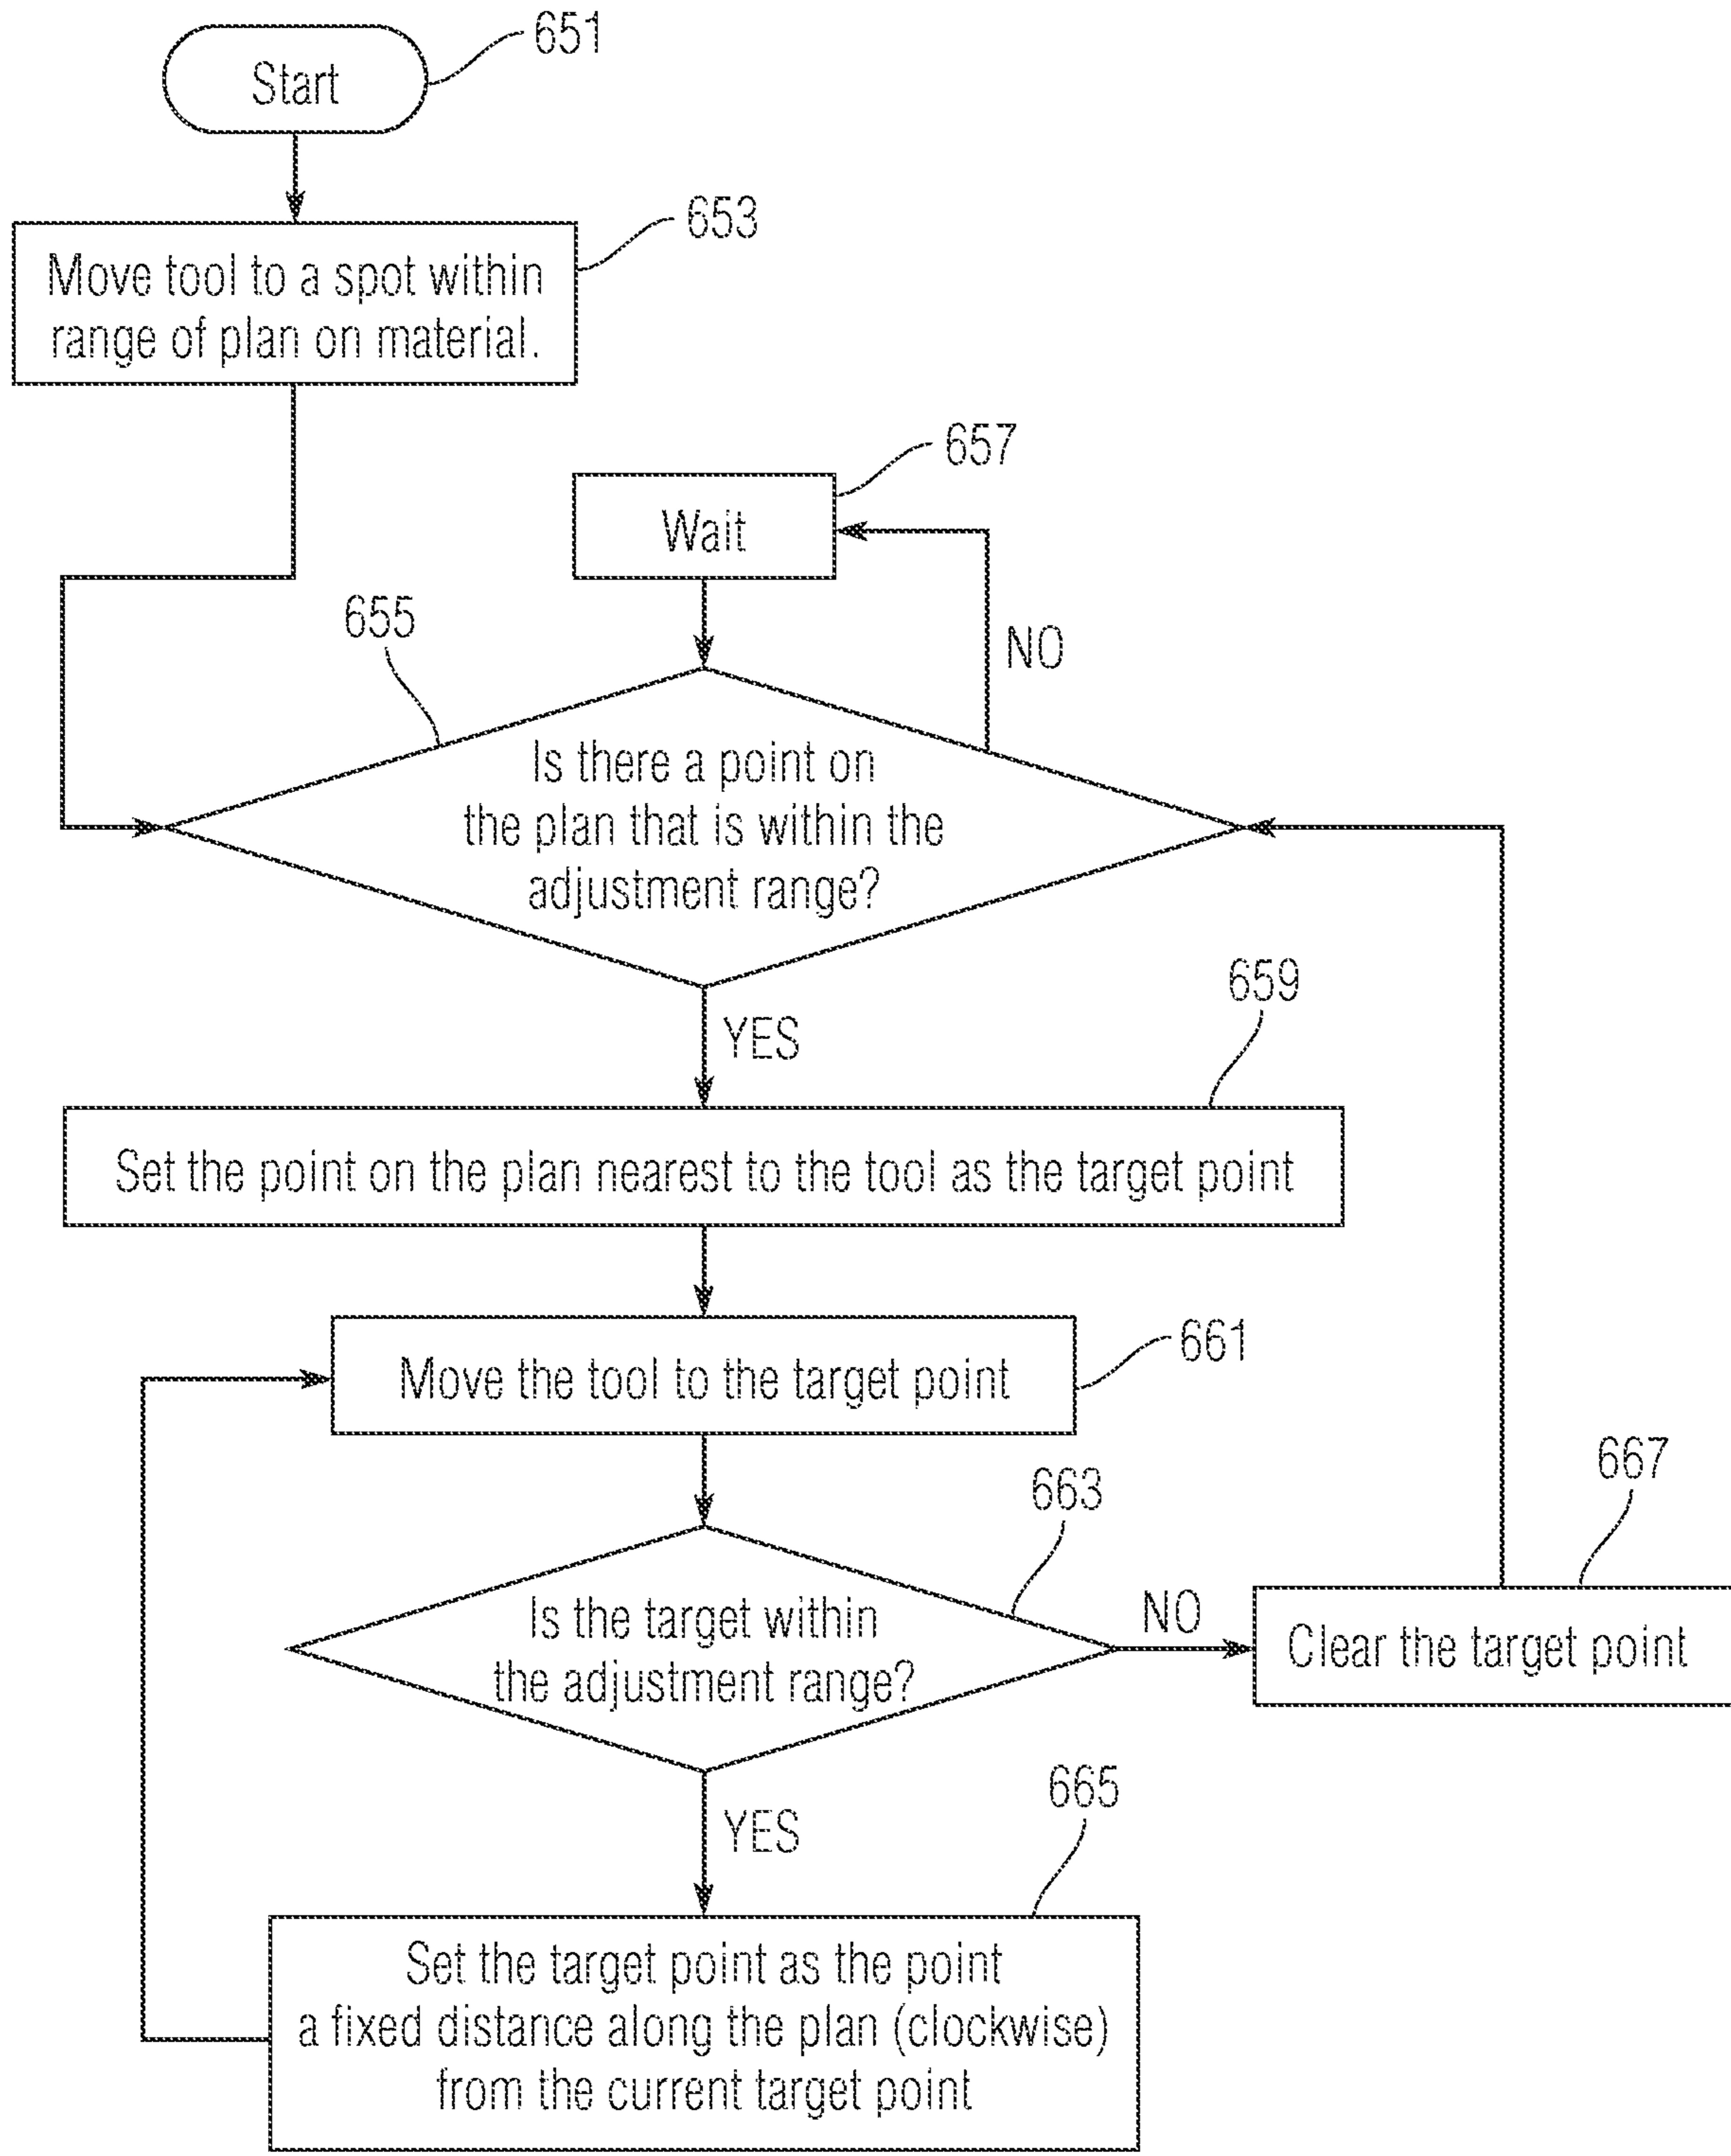 651
Start
653
Move tool to a spot within
range of plan on material.
657
Wait
655
NO
Is there a point on
the plan that is within the
adjustment range?
659
YES
Set the point on the plan nearest to the tool as the target point
661
Move the tool to the target point
667
663
NO
Is the target within
the adjustment range?
Clear the target point
665
YES
Set the target point as the point
a fixed distance along the plan (clockwise)
from the current target point